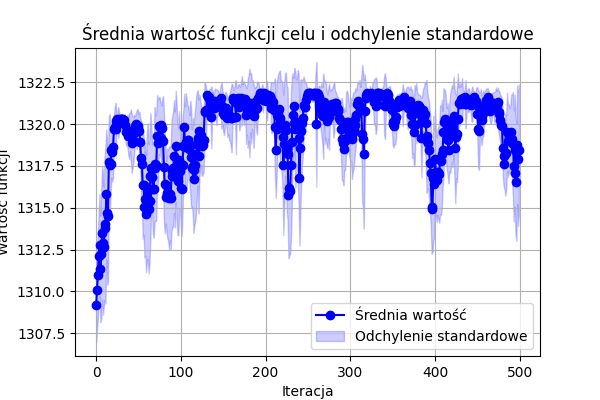 Średnia wartość funkcji celu i odchylenie standardowe
1322.5
1320.0
1317.5
1315.0
1312.5
1310.0
1307.5
Wartość funkcji
Średnia wartość
Odchylenie standardowe
0 100 200 300 400 500
Iteracja